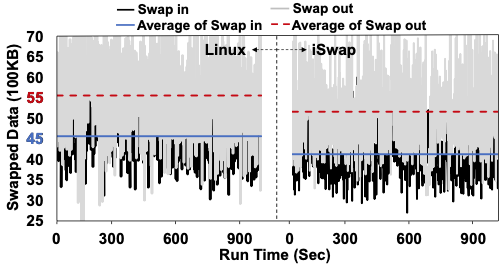 Swap in Swap out
Average of Swap in Average of Swap out
Linux iSwap
Swapped Data (100KB)
70
65
60
55
50
45
40
35
30
25
0 300 600 900 0 300 600 900
Run Time (Sec)